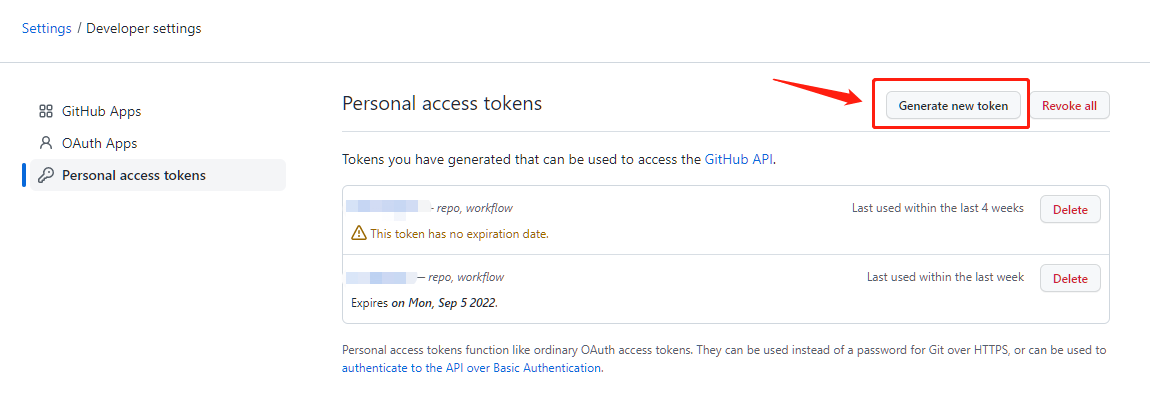 Settings / Developer settings
GitHub Apps
OAuth Apps
Personal access tokens
Personal access tokens
Generate new token
Revoke all
Tokens you have generated that can be used to access the GitHub API.
- repo, workflow
Last used within the last 4 weeks
Delete
This token has no expiration date.
— repo, workflow
Last used within the last week
Delete
Expires on Mon, Sep 5 2022.
Personal access tokens function like ordinary OAuth access tokens. They can be used instead of a password for Git over HTTPS, or can be used to
authenticate to the API over Basic Authentication.